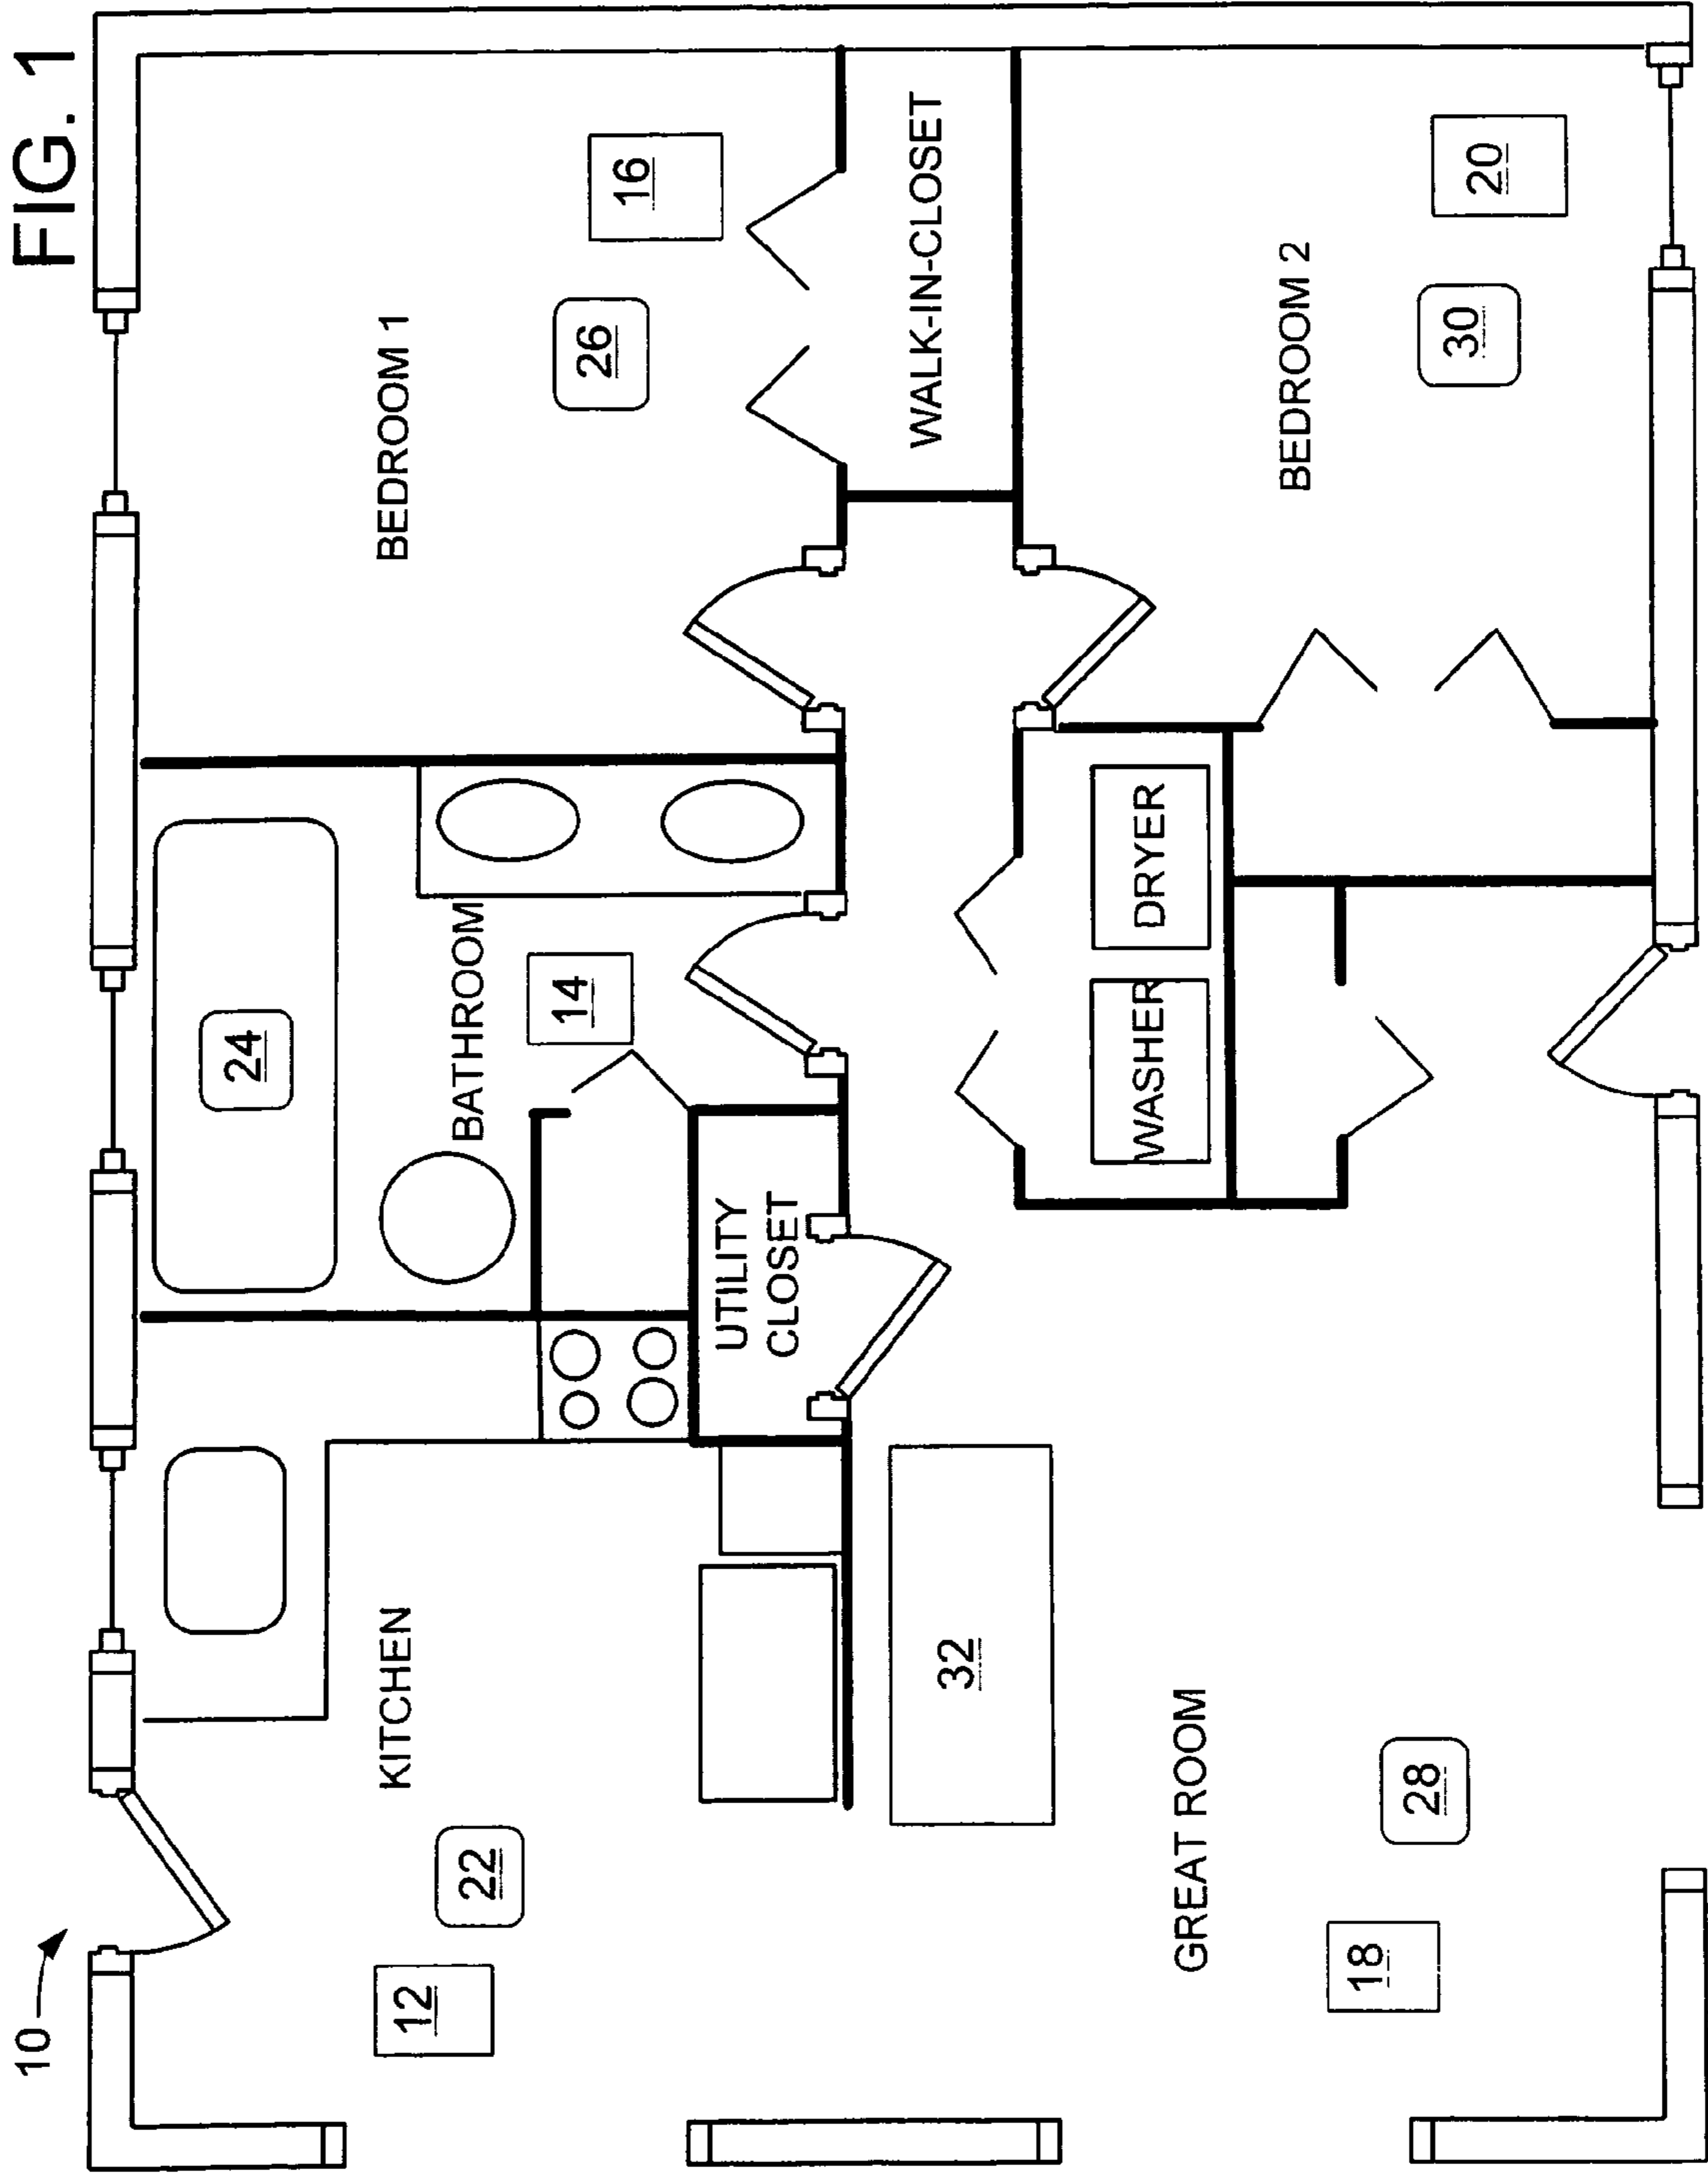 FIG. 1
10
12
22
KITCHEN
24
BATHROOM
14
UTILITY
CLOSET
BEDROOM 1
26
16
WALK-IN-CLOSET
32
WASHER
DRYER
GREAT ROOM
18
28
BEDROOM 2
30
20